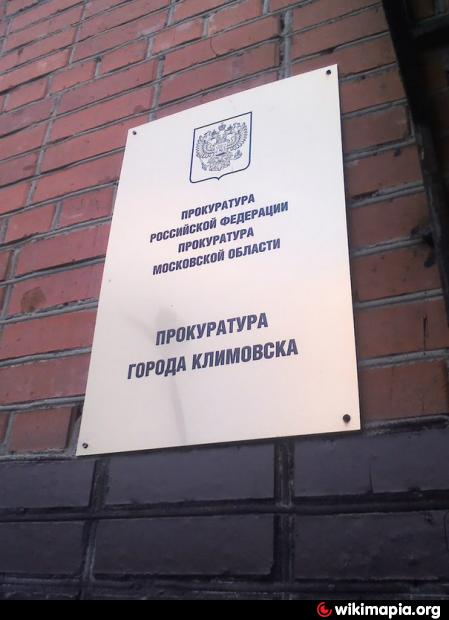 ПРОКУРАТУРА
РОССИЙСКОЙ ФЕДЕРАЦИИ
ПРОКУРАТУРА
МОСКОВСКОЙ ОБЛАСТИ
ПРОКУРАТУРА
ГОРОДА КЛИМОВСКА
wikimapia.org